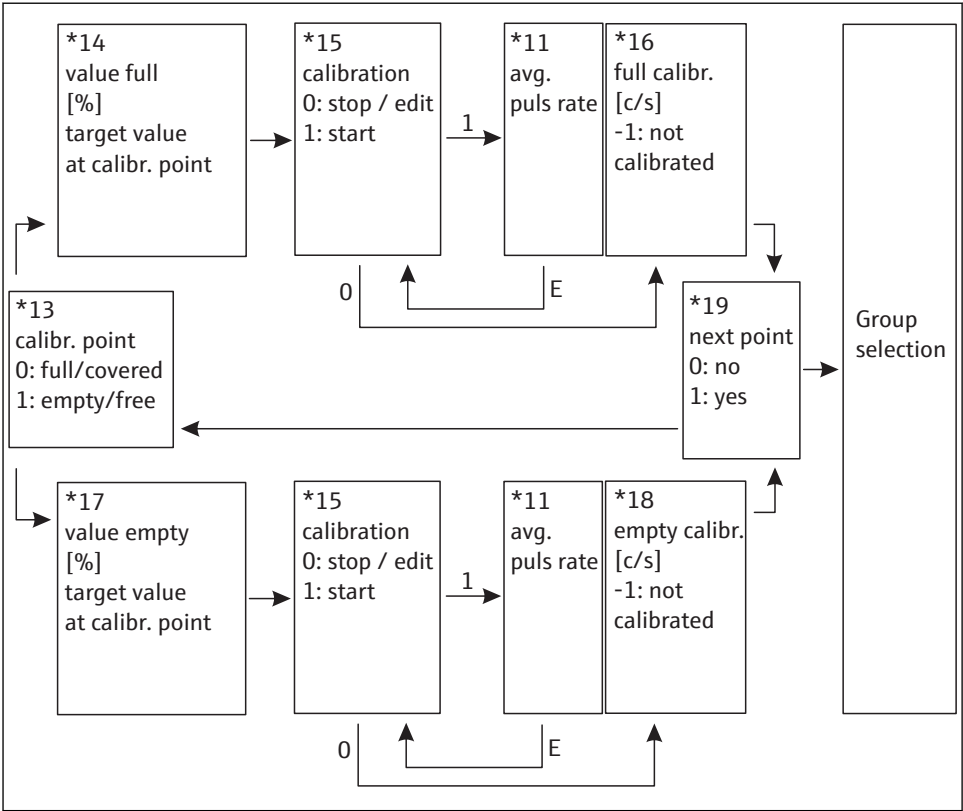 *14
value full
[%]
target value
at calibr. point
*15
calibration
0: stop / edit
1: start
1
*11
avg.
puls rate
*16
full calibr.
[c/s]
-1: not
calibrated
0
E
*13
calibr. point
0: full/covered
1: empty/free
*19
next point
0: no
1: yes
Group
selection
*17
value empty
[%]
target value
at calibr. point
*15
calibration
0: stop / edit
1: start
1
*11
avg.
puls rate
*18
empty calibr.
[c/s]
-1: not
calibrated
0
E